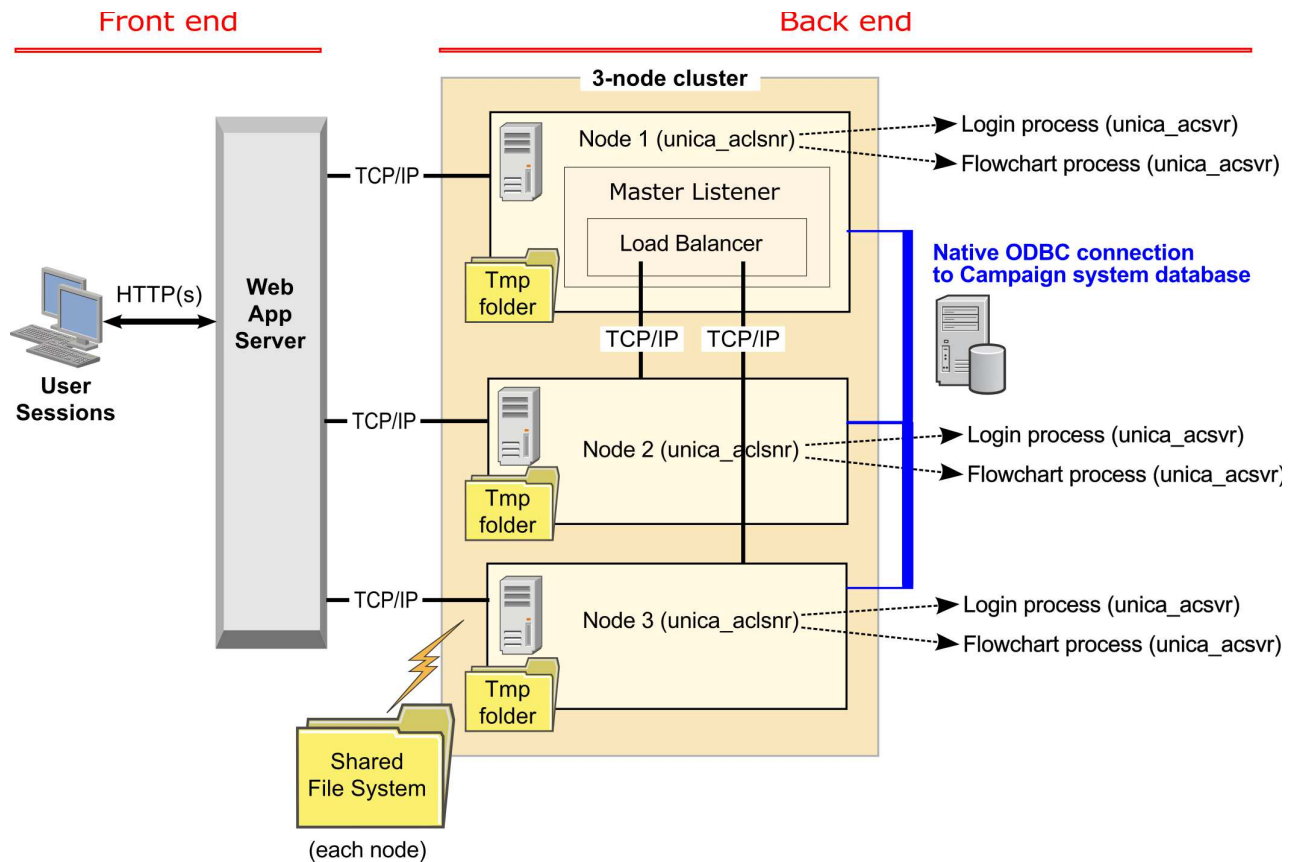 Front end
Back end
3-node cluster
Node 1 (unica_aclsnr)
Login process (unica_acsvr)
Flowchart process (unica_acsvr)
TCP/IP
Master Listener
Load Balancer
Tmp
folder
Native ODBC connection
to Campaign system database
HTTP(s)
Web
App
Server
User
Sessions
TCP/IP
TCP/IP
TCP/IP
Node 2 (unica_aclsnr)
Login process (unica_acsvr)
Flowchart process (unica_acsvr)
Tmp
folder
TCP/IP
Node 3 (unica_aclsnr)
Login process (unica_acsvr)
Flowchart process (unica_acsvr)
Tmp
folder
Shared
File System
(each node)